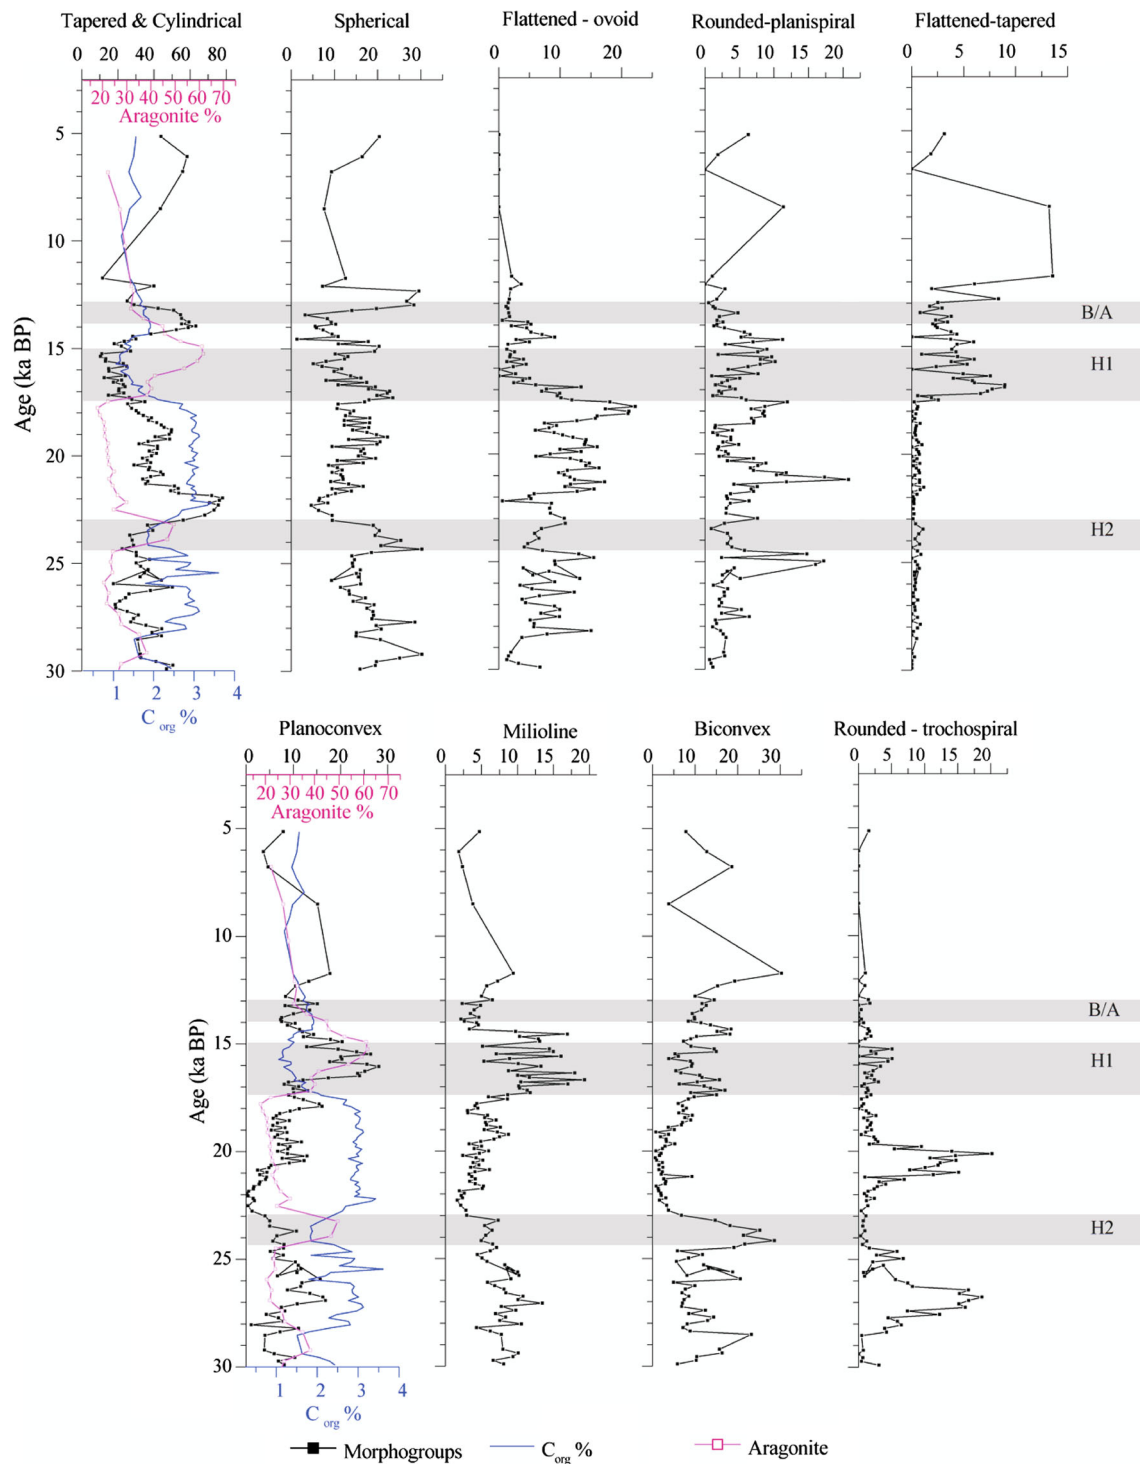 Tapered & Cylindrical Spherical Flattened - ovoid Rounded-planispiral Flattened-tapered
0 20 40 60 80 0 10 20 30 0 10 20 0 5 10 15 20 0 5 10 15
20 30 40 50 60 70
Aragonite %
5
10
B/A
15
H1
Age (ka BP)
20
H2
25
30
1 2 3 4
C org %
Planoconvex Milioline Biconvex Rounded - trochospiral
0 10 20 30 0 5 10 15 20 0 10 20 30 0 5 10 15 20
20 30 40 50 60 70
Aragonite %
5
10
B/A
15
H1
Age (ka BP)
20
H2
25
30
1 2 3 4
C org %
Morphogroups C org % Aragonite